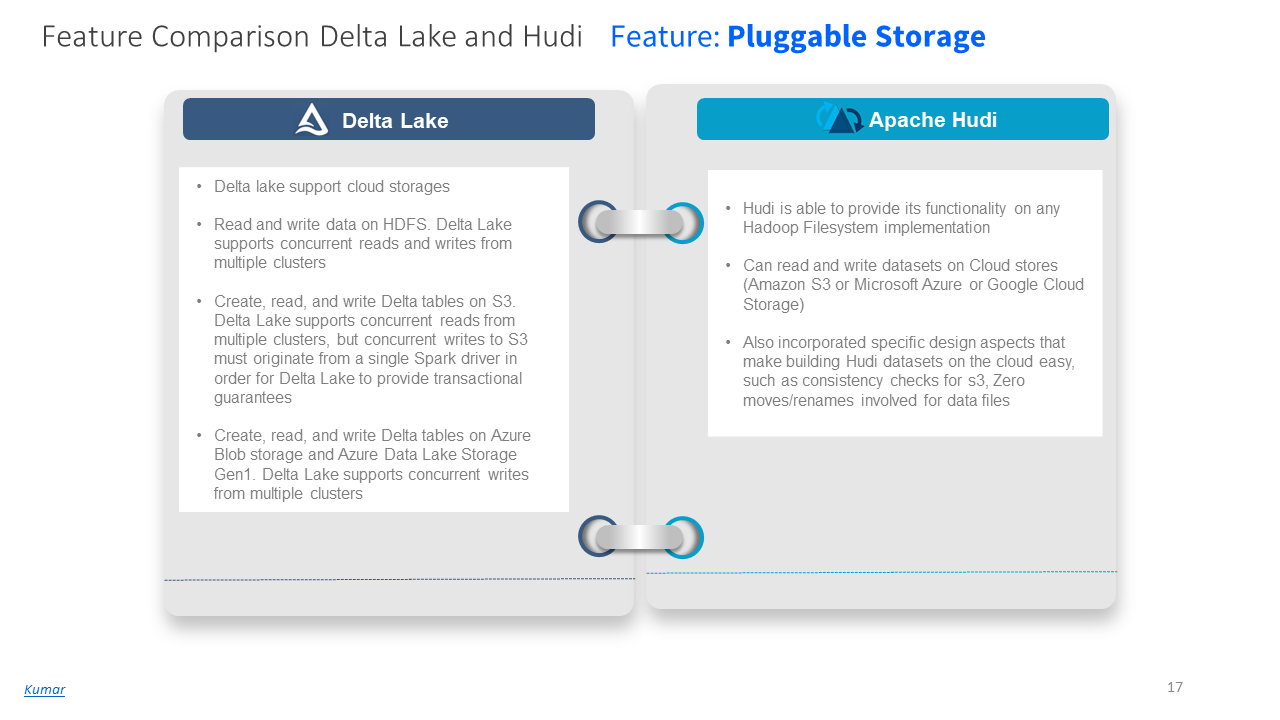 Feature Comparison Delta Lake and Hudi Feature: Pluggable Storage
Delta Lake
• Delta lake support cloud storages
• Read and write data on HDFS. Delta Lake
supports concurrent reads and writes from
multiple clusters
• Create, read, and write Delta tables on S3.
Delta Lake supports concurrent reads from
multiple clusters, but concurrent writes to S3
must originate from a single Spark driver in
order for Delta Lake to provide transactional
guarantees
• Create, read, and write Delta tables on Azure
Blob storage and Azure Data Lake Storage
Gen1. Delta Lake supports concurrent writes
from multiple clusters
Apache Hudi
• Hudi is able to provide its functionality on any
Hadoop Filesystem implementation
• Can read and write datasets on Cloud stores
(Amazon S3 or Microsoft Azure or Google Cloud
Storage)
• Also incorporated specific design aspects that
make building Hudi datasets on the cloud easy,
such as consistency checks for s3, Zero
moves/renames involved for data files
Kumar
17